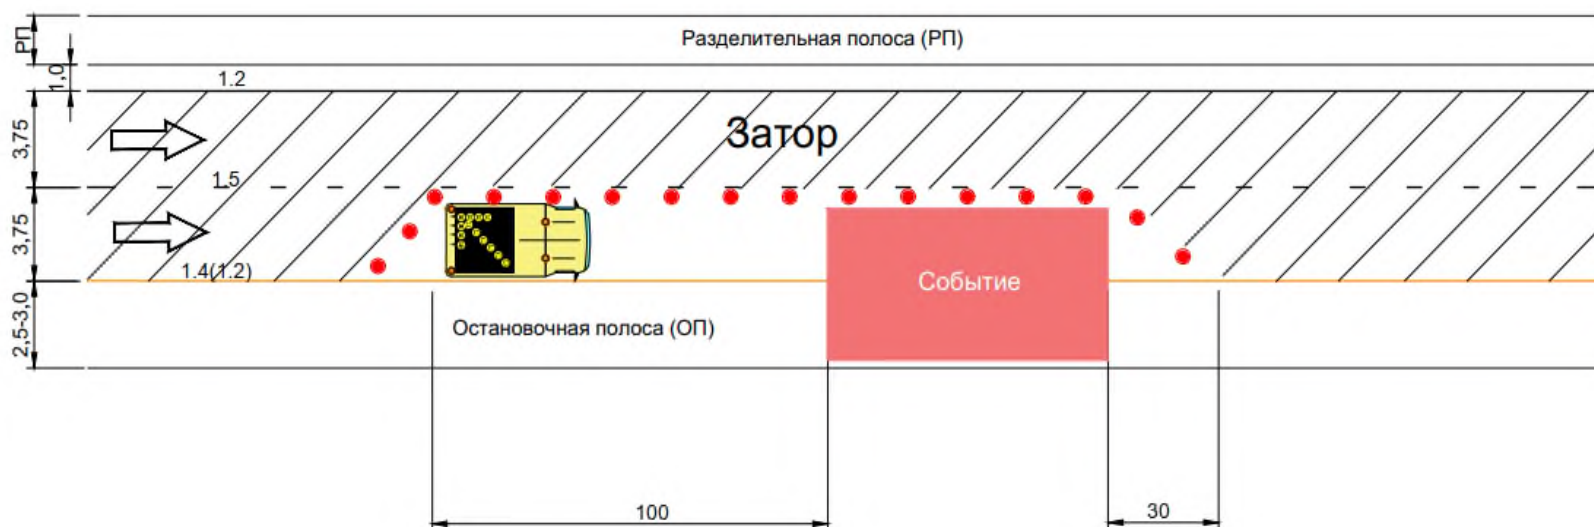 РП
Разделительная полоса (РП)
1,0
1.2
3,75
Затор
1.5
3,75
1.4(1.2)
Событие
2,5-3,0
Остановочная полоса (ОП)
100
30